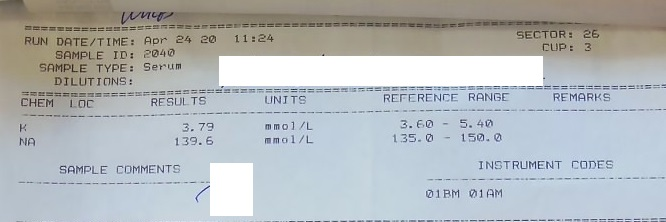 RUN DATE/TIME: Apr 24 20 11:24 SECTOR: 26
SAMPLE ID: 2040 CUP: 3
SAMPLE TYPE: Serum
DILUTIONS:
CHEM LOC RESULTS UNITS REFERENCE RANGE REMARKS
K 3.79 mmol/L 3.60 - 5.40
NA 139.6 mmol/L 135.0 - 150.0
SAMPLE COMMENTS INSTRUMENT CODES
01BM 01AM